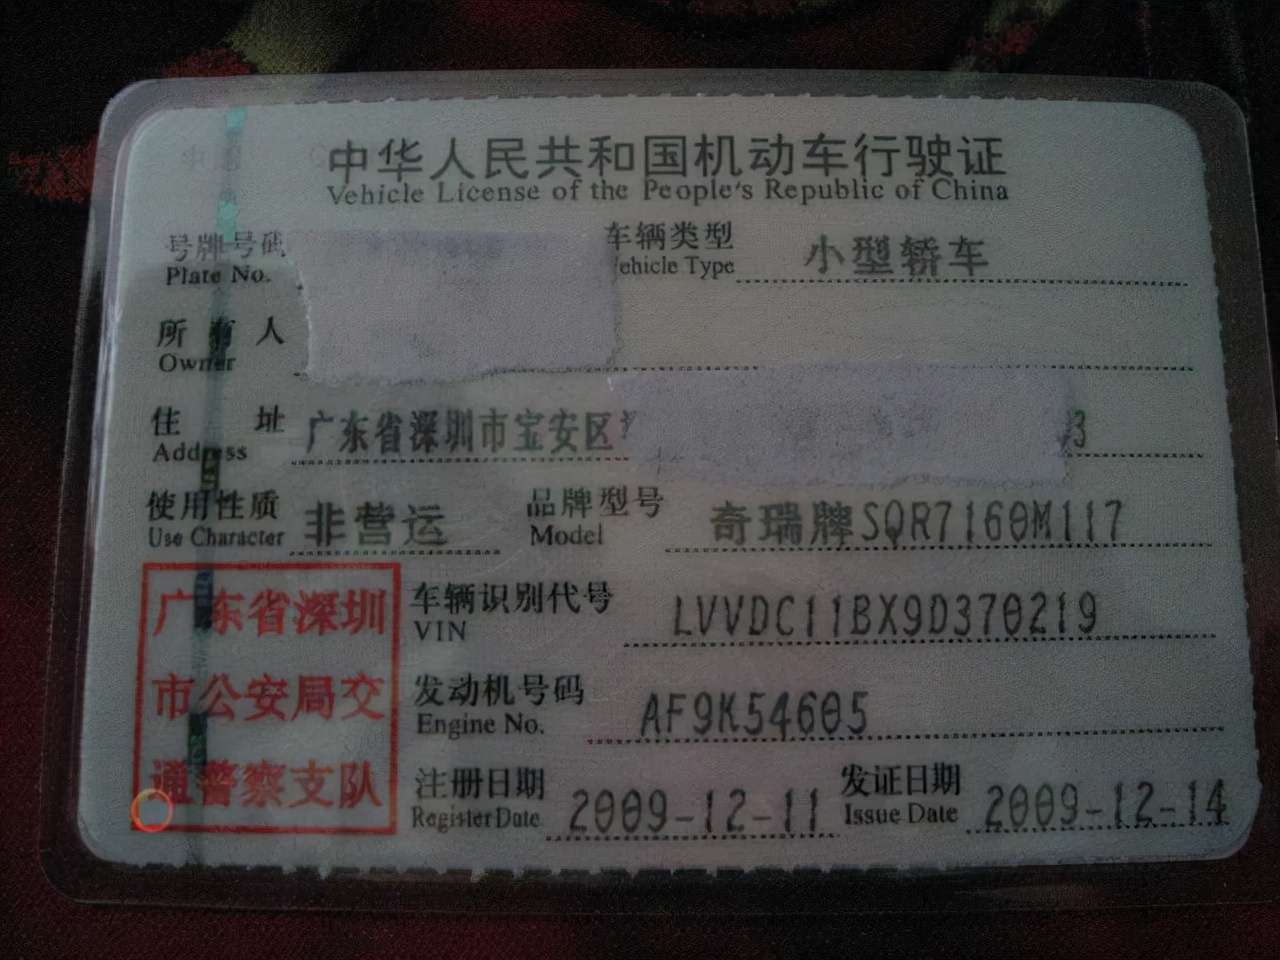 中华人民共和国机动车行驶证
Vehicle License of the People's Republic of China
号牌号码 车辆类型 小型轿车
Plate No. Vehicle Type
所有人
Owner
住址 广东省深圳市宝安区 3
Address
使用性质 非营运 品牌型号 奇瑞牌SQR7160M117
Use Character Model
广东省深圳
市公安局交
通警察支队
车辆识别代号 LVVDC11BX9D370219
VIN
发动机号码 AF9K54605
Engine No.
注册日期 2009-12-11 发证日期 2009-12-14
Register Date Issue Date